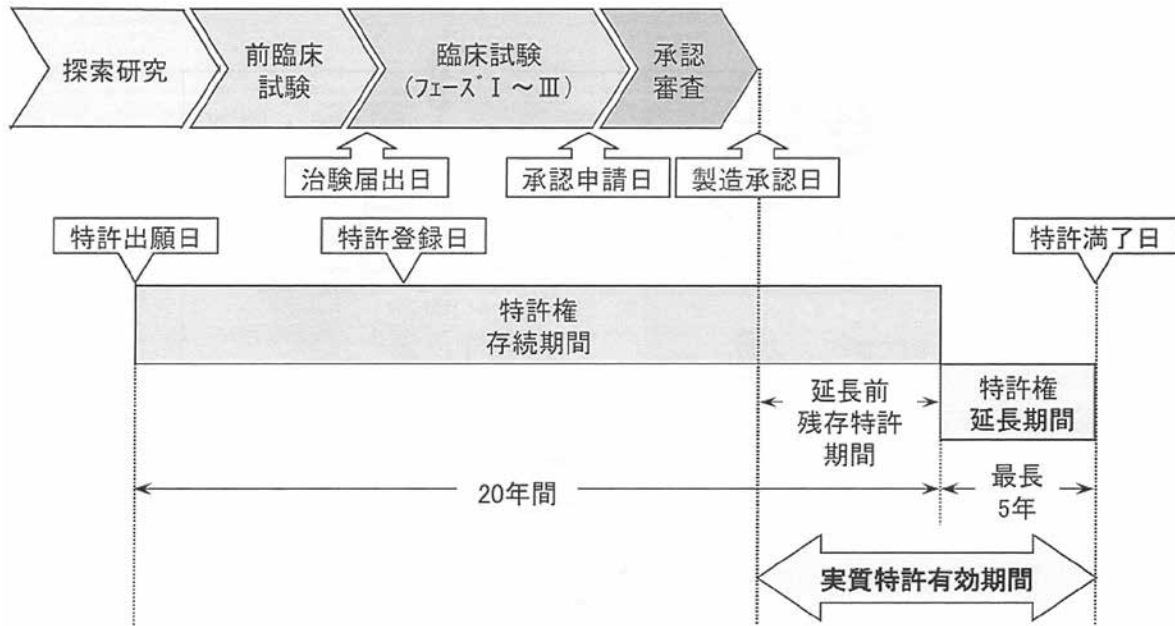 探索研究
前臨床
試験
臨床試験
(フェーズⅠ～Ⅲ)
承認
審査
治験届出日
承認申請日
製造承認日
特許出願日
特許登録日
特許満了日
特許権
存続期間
延長前
残存特許
期間
特許権
延長期間
20年間
最長
5年
実質特許有効期間